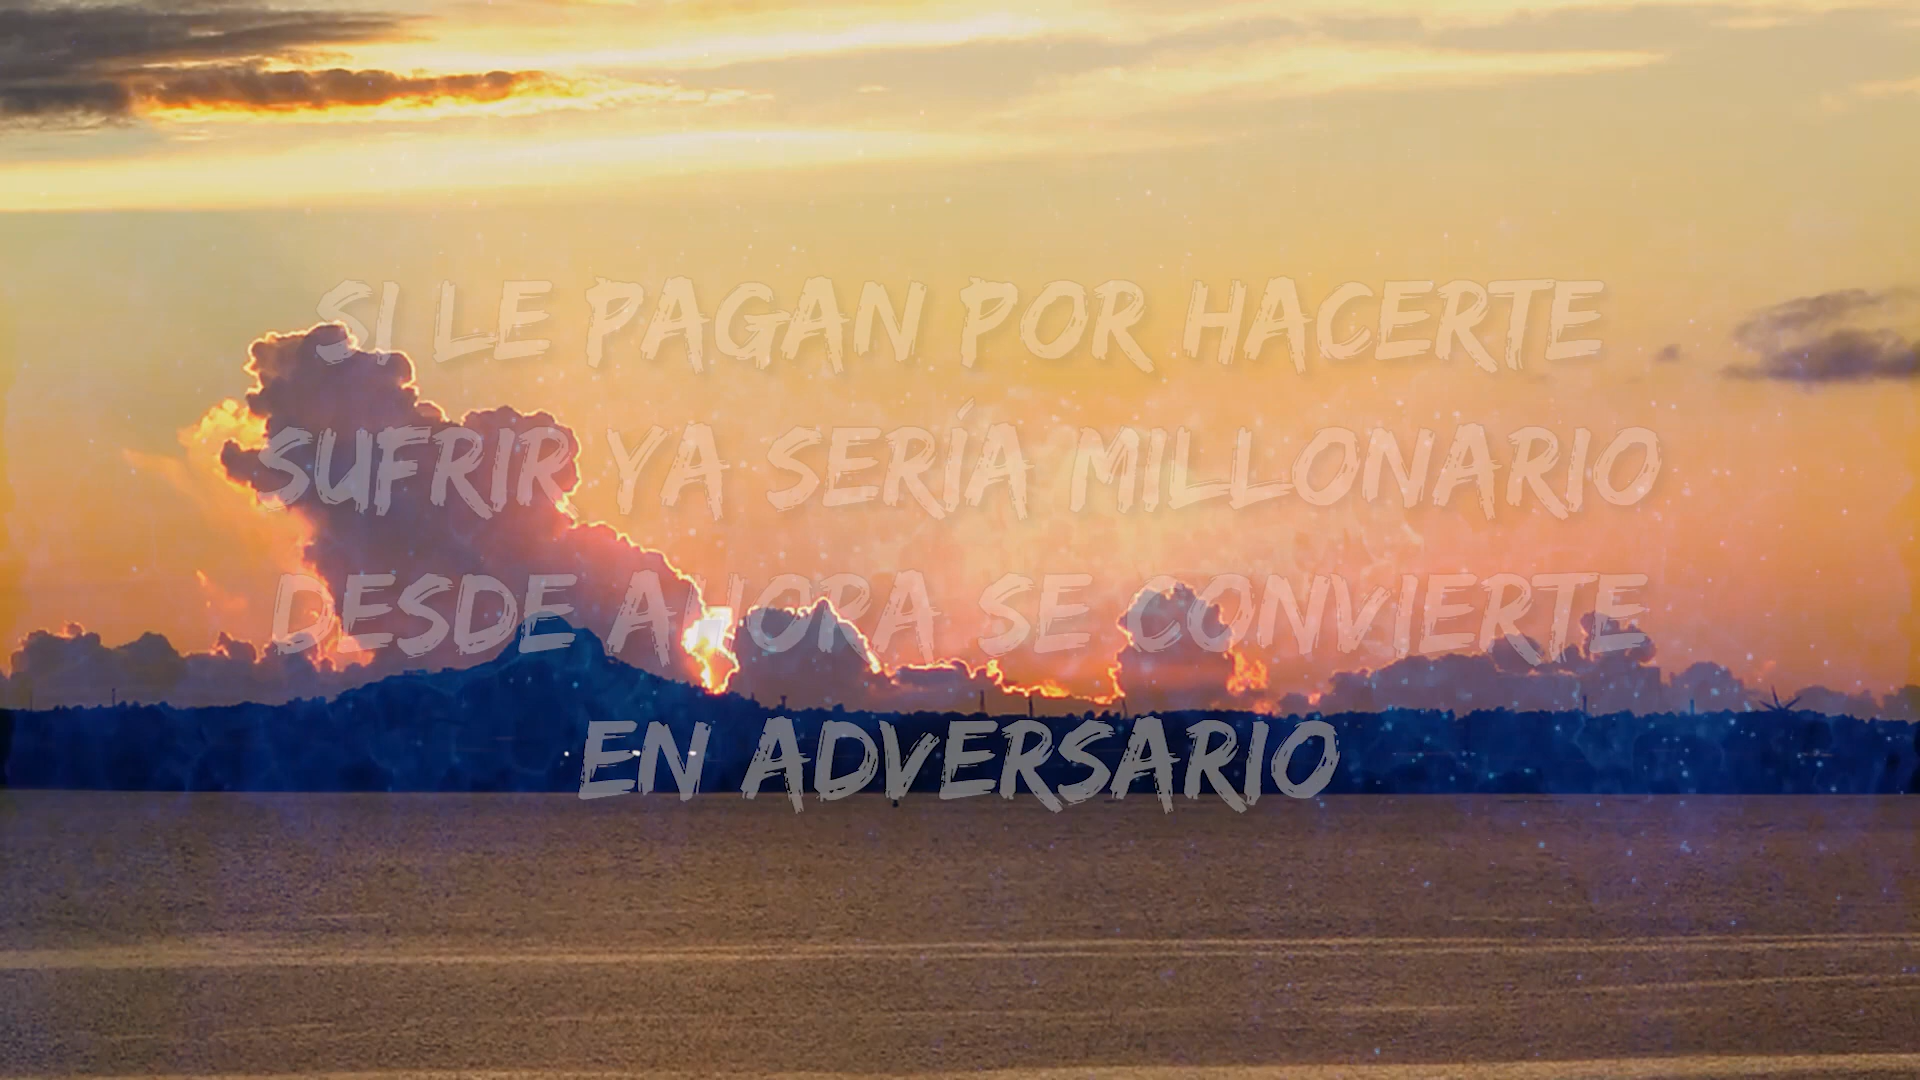 SI LE PAGAN POR HACERTE
SUFRIR YA SERÍA MILLONARIO
DESDE AHORA SE CONVIERTE
EN ADVERSARIO